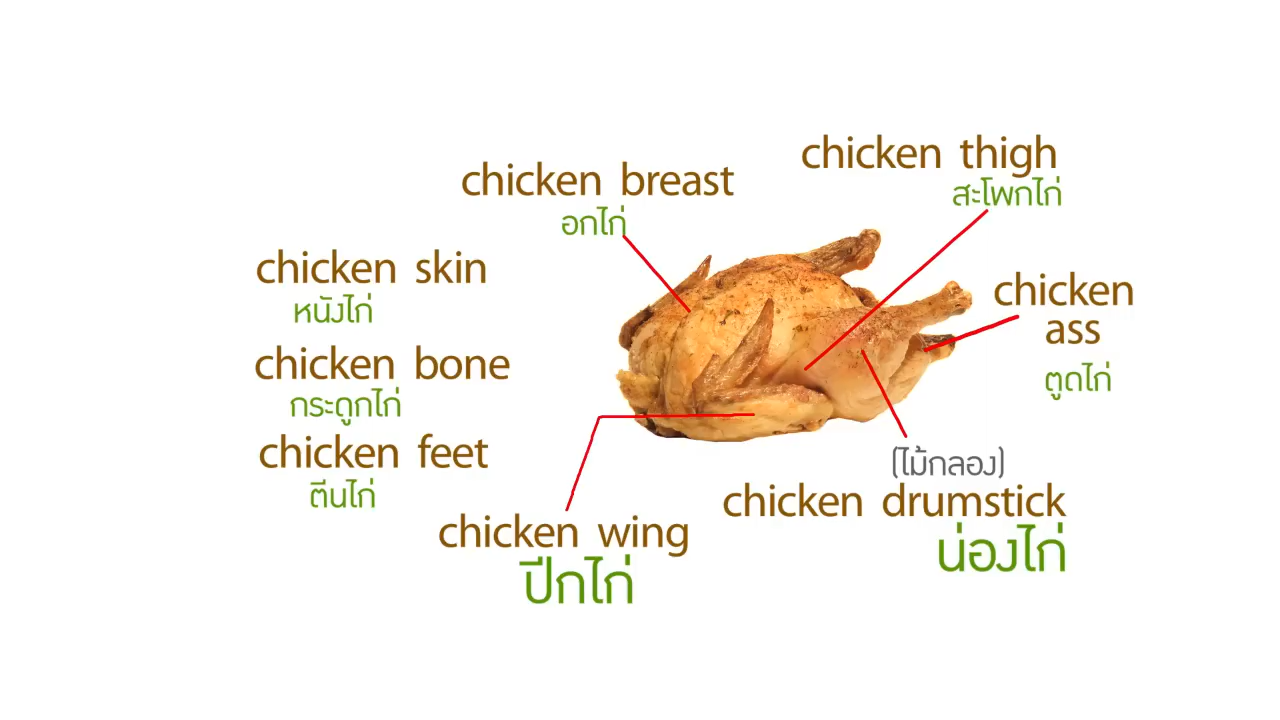 chicken thigh
สะโพกไก่
chicken breast
อกไก่
chicken skin
หนังไก่
chicken
ass
ตูดไก่
chicken bone
กระดูกไก่
chicken feet
ตีนไก่
(ไม้กลอง)
chicken drumstick
น่องไก่
chicken wing
ปีกไก่